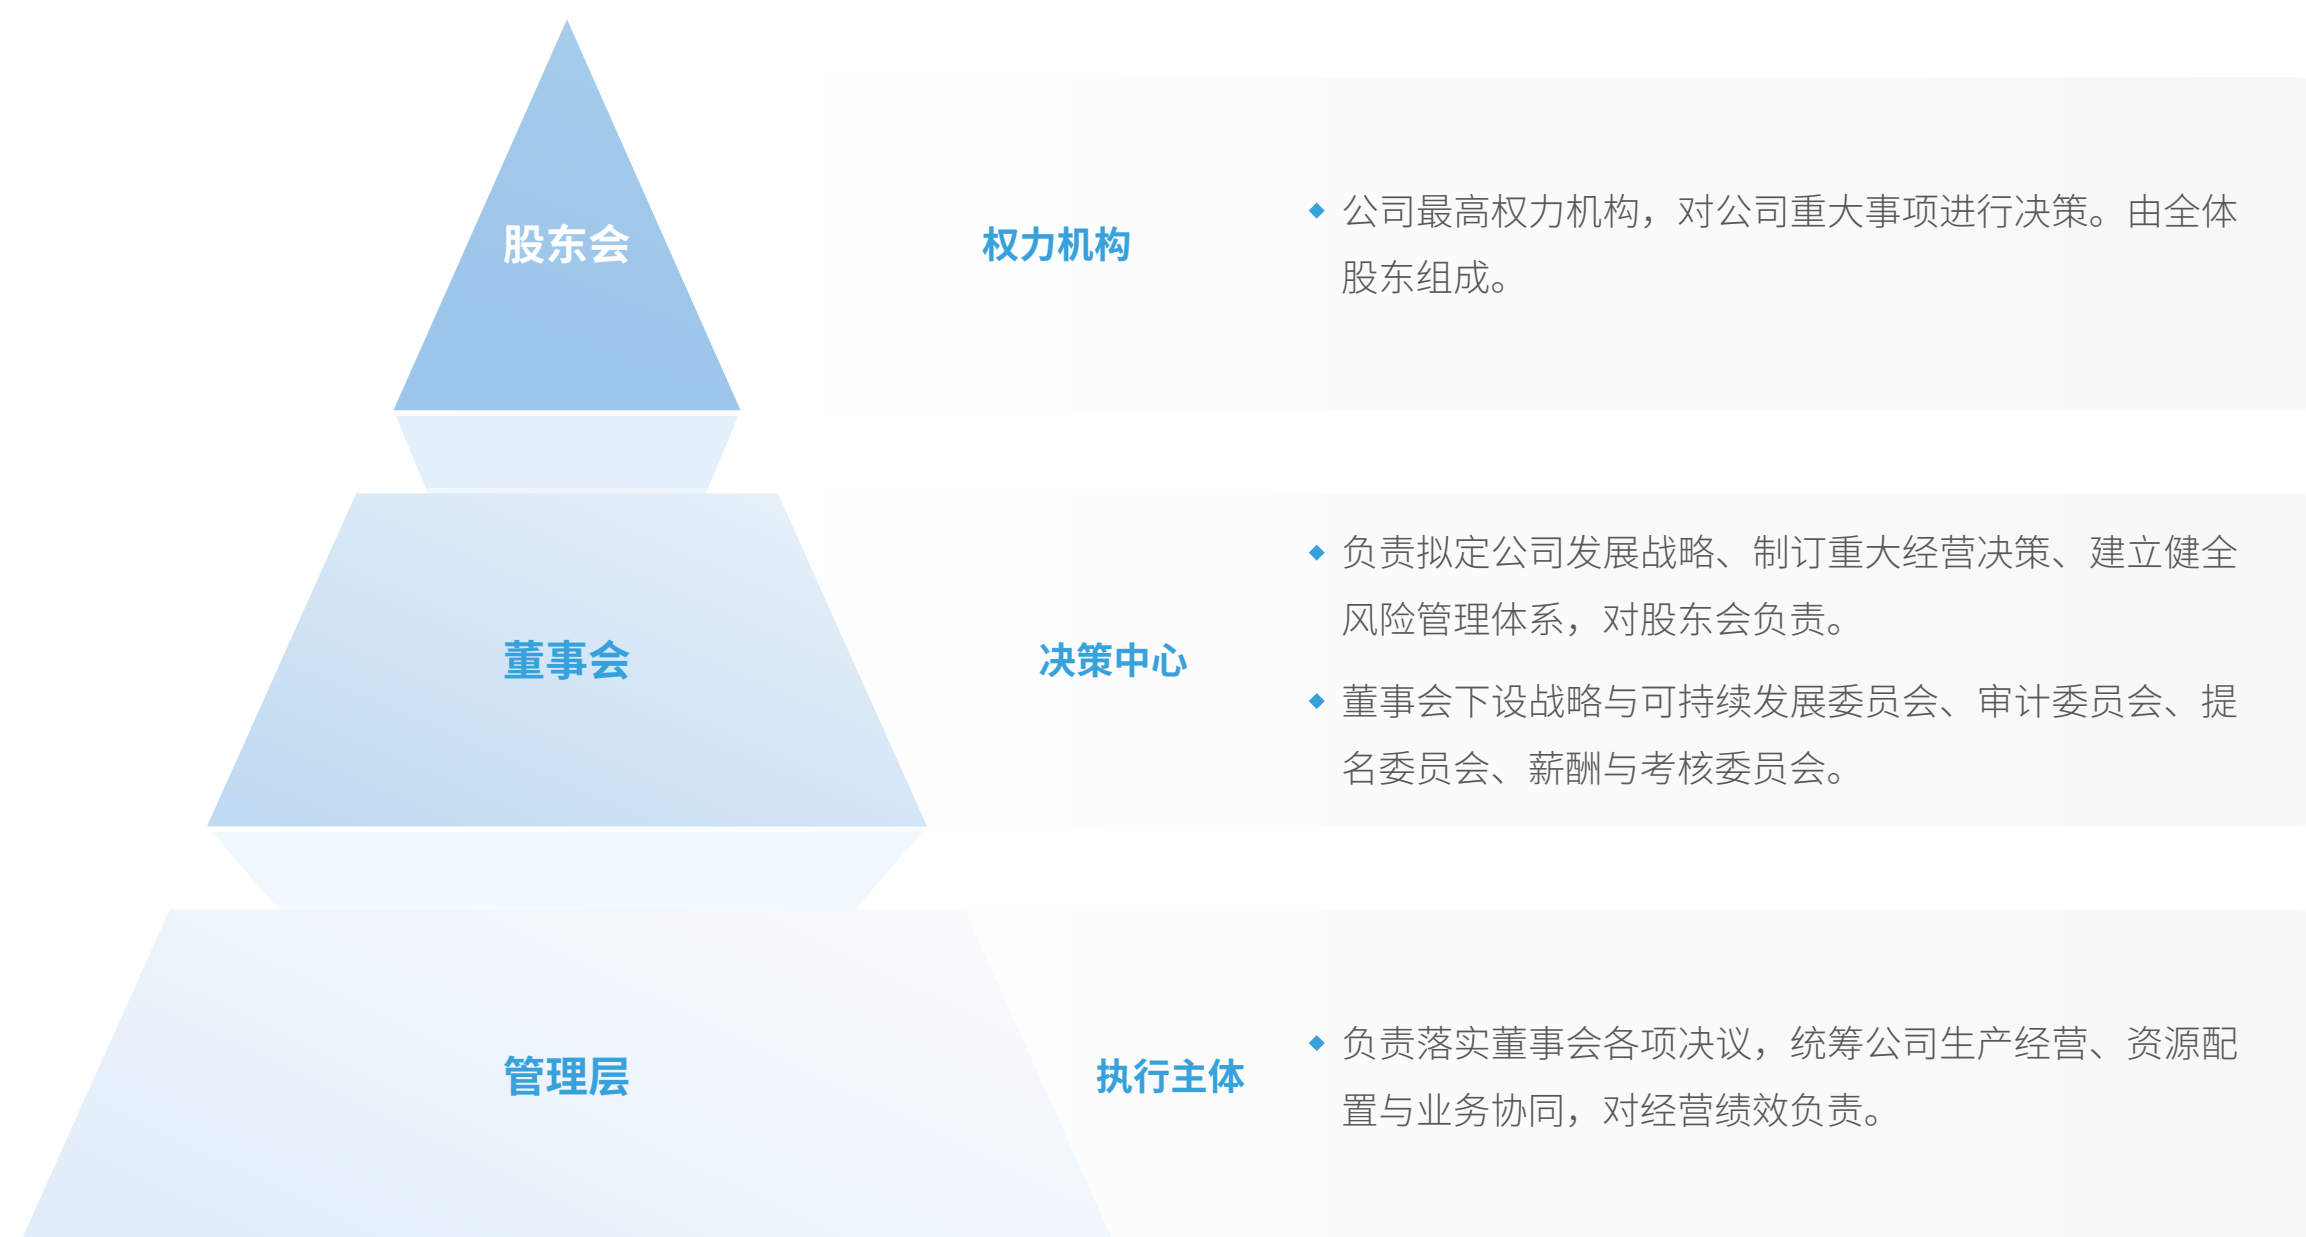 股东会
权力机构
公司最高权力机构，对公司重大事项进行决策。由全体
股东组成。
董事会
决策中心
负责拟定公司发展战略、制订重大经营决策、建立健全
风险管理体系，对股东会负责。
董事会下设战略与可持续发展委员会、审计委员会、提
名委员会、薪酬与考核委员会。
管理层
执行主体
负责落实董事会各项决议，统筹公司生产经营、资源配
置与业务协同，对经营绩效负责。